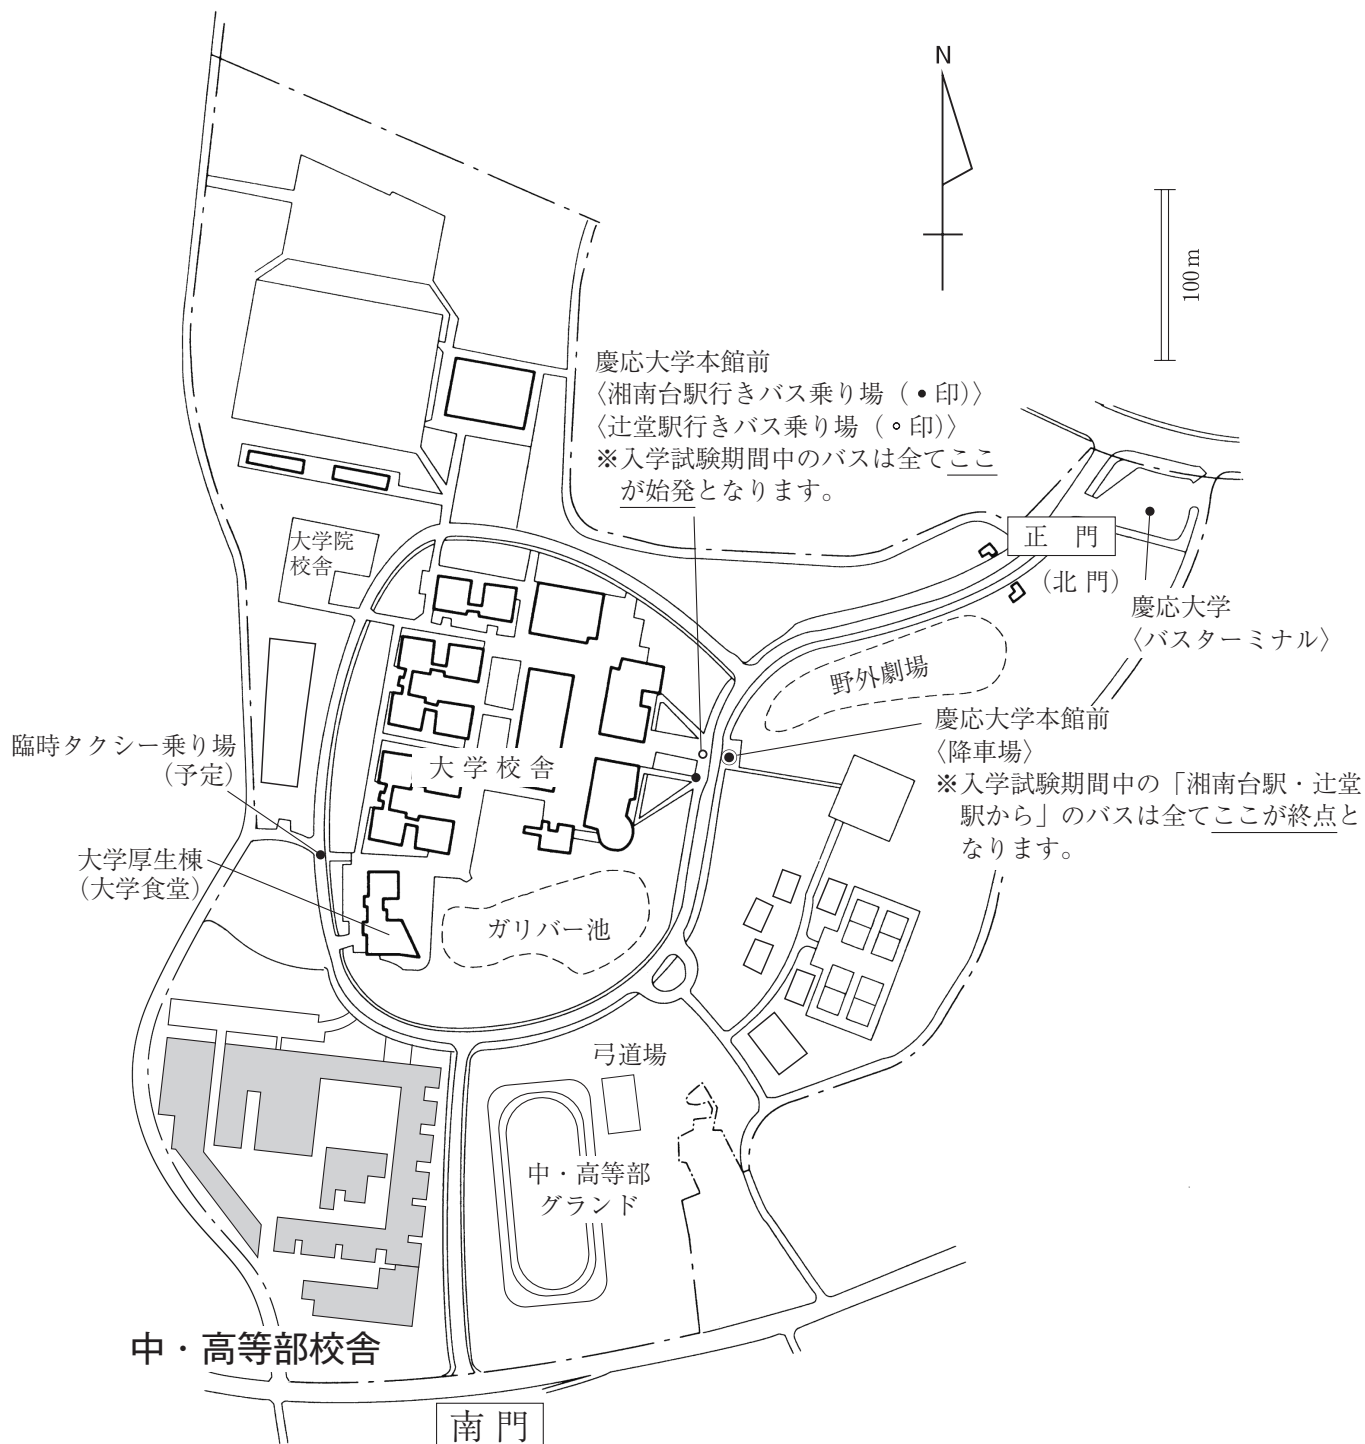 N
100m
慶応大学本館前
〈湘南台駅行きバス乗り場（•印）〉
〈辻堂駅行きバス乗り場（∘印）〉
※入学試験期間中のバスは全てここ
が始発となります。
正　門
（北 門）
慶応大学
〈バスターミナル〉
大学院
校舎
野外劇場
慶応大学本館前
〈降車場〉
※入学試験期間中の「湘南台駅・辻堂
駅から」のバスは全てここが終点と
なります。
臨時タクシー乗り場
（予定）
大 学 校 舎
大学厚生棟
（大学食堂）
ガリバー池
弓道場
中・高等部
グランド
中・高等部校舎
南 門